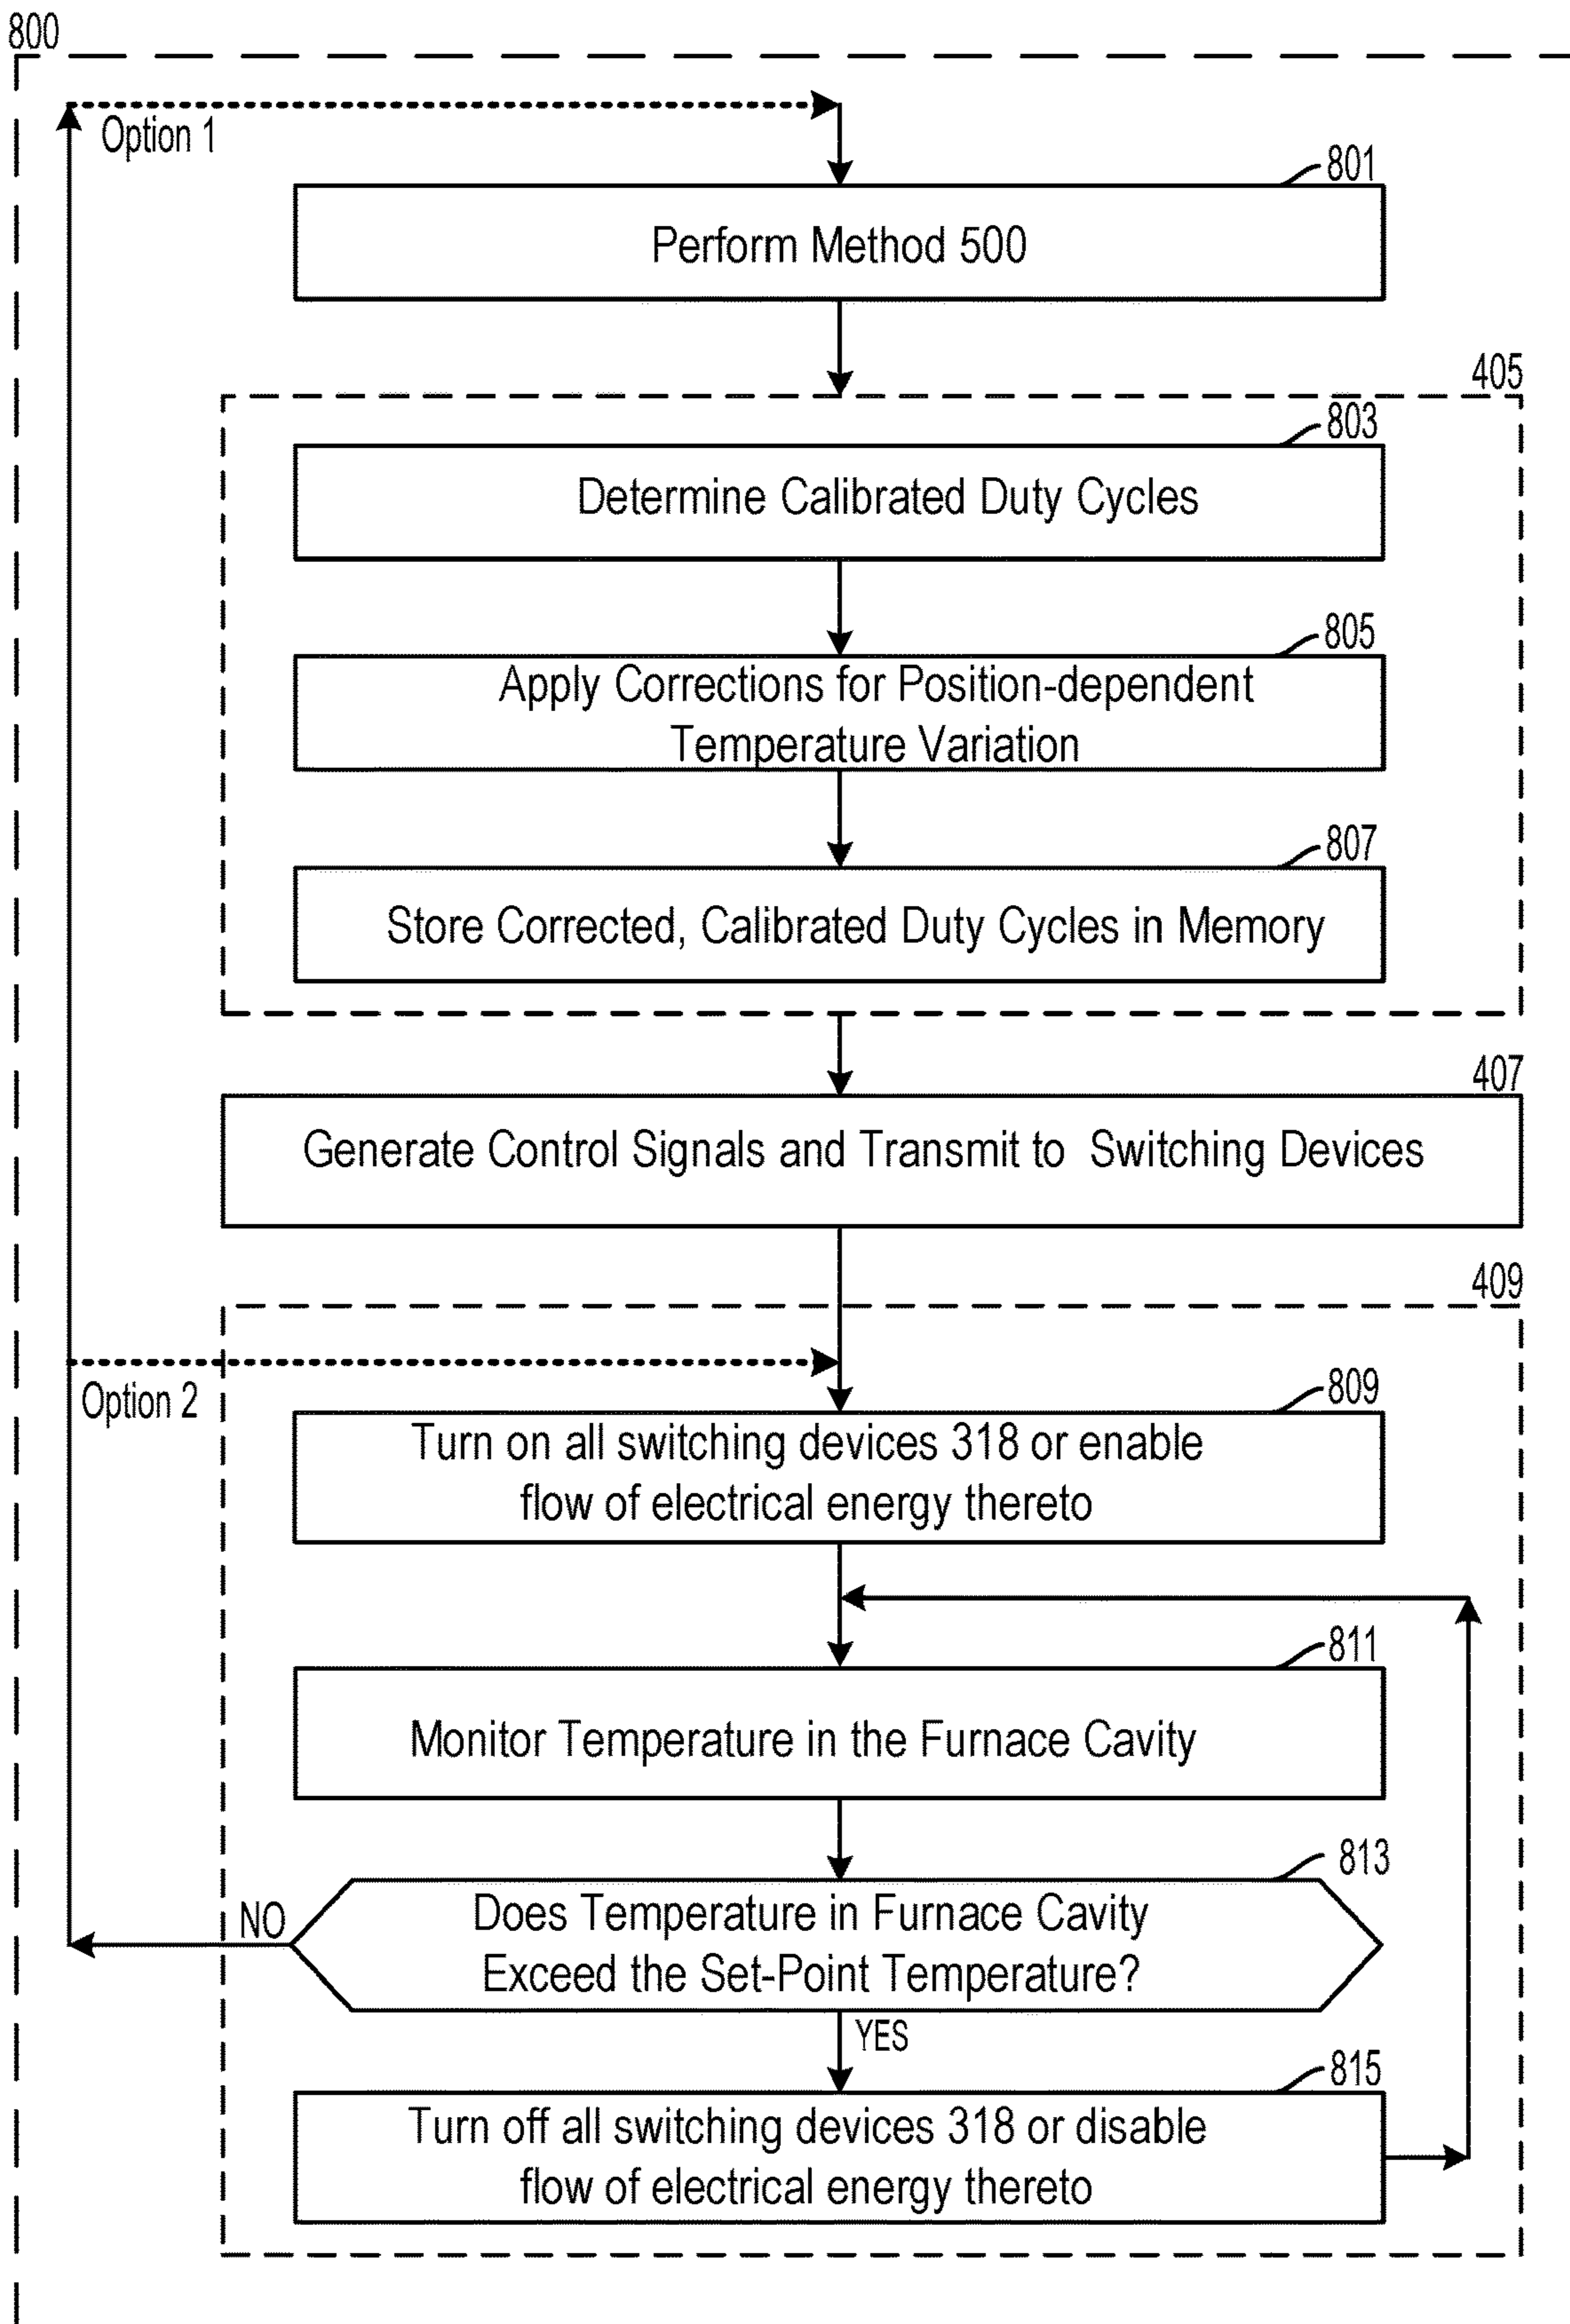 800
Option 1
801
Perform Method 500
405
803
Determine Calibrated Duty Cycles
805
Apply Corrections for Position-dependent
Temperature Variation
807
Store Corrected, Calibrated Duty Cycles in Memory
407
Generate Control Signals and Transmit to Switching Devices
409
Option 2
809
Turn on all switching devices 318 or enable
flow of electrical energy thereto
811
Monitor Temperature in the Furnace Cavity
813
NO
Does Temperature in Furnace Cavity
Exceed the Set-Point Temperature?
YES
815
Turn off all switching devices 318 or disable
flow of electrical energy thereto